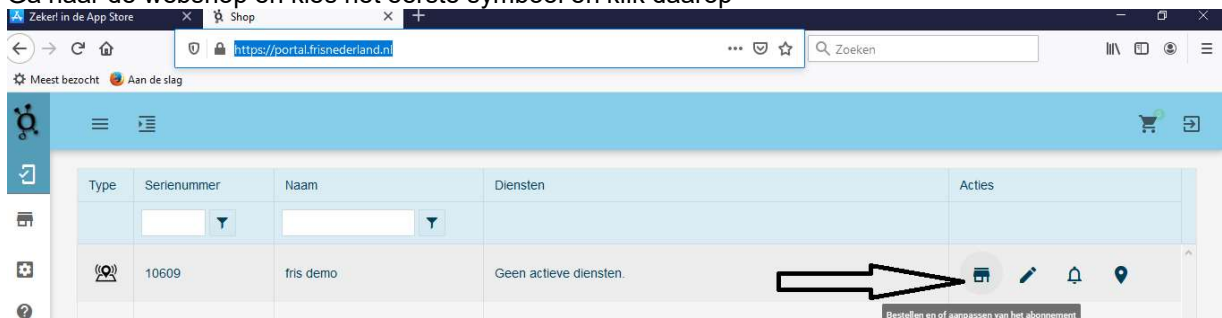 Ga naar de webshop en kies het eerste symbool en klik daarop
Zeker! in de App Store
Shop
https://portal.frisnederland.nl
Zoeken
Meest bezocht Aan de slag
Type Serienummer Naam Diensten Acties
10609 fris demo Geen actieve diensten.
Bestellen en of aanpassen van het abonnement